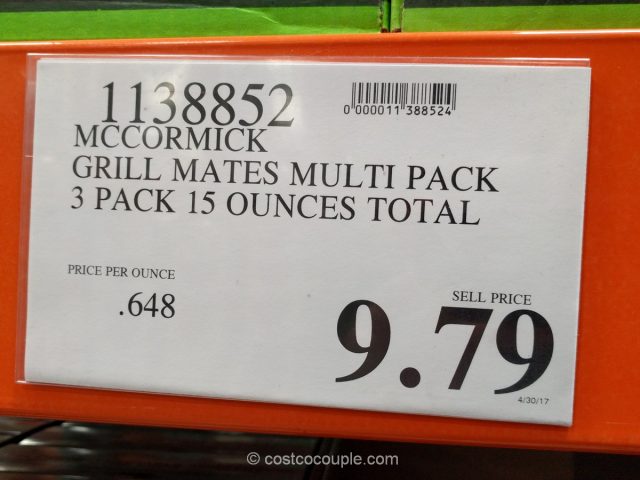 1138852
0"000011"388524
MCCORMICK
GRILL MATES MULTI PACK
3 PACK 15 OUNCES TOTAL
PRICE PER OUNCE
.648
SELL PRICE
9.79
4/30/17
© costcocouple.com